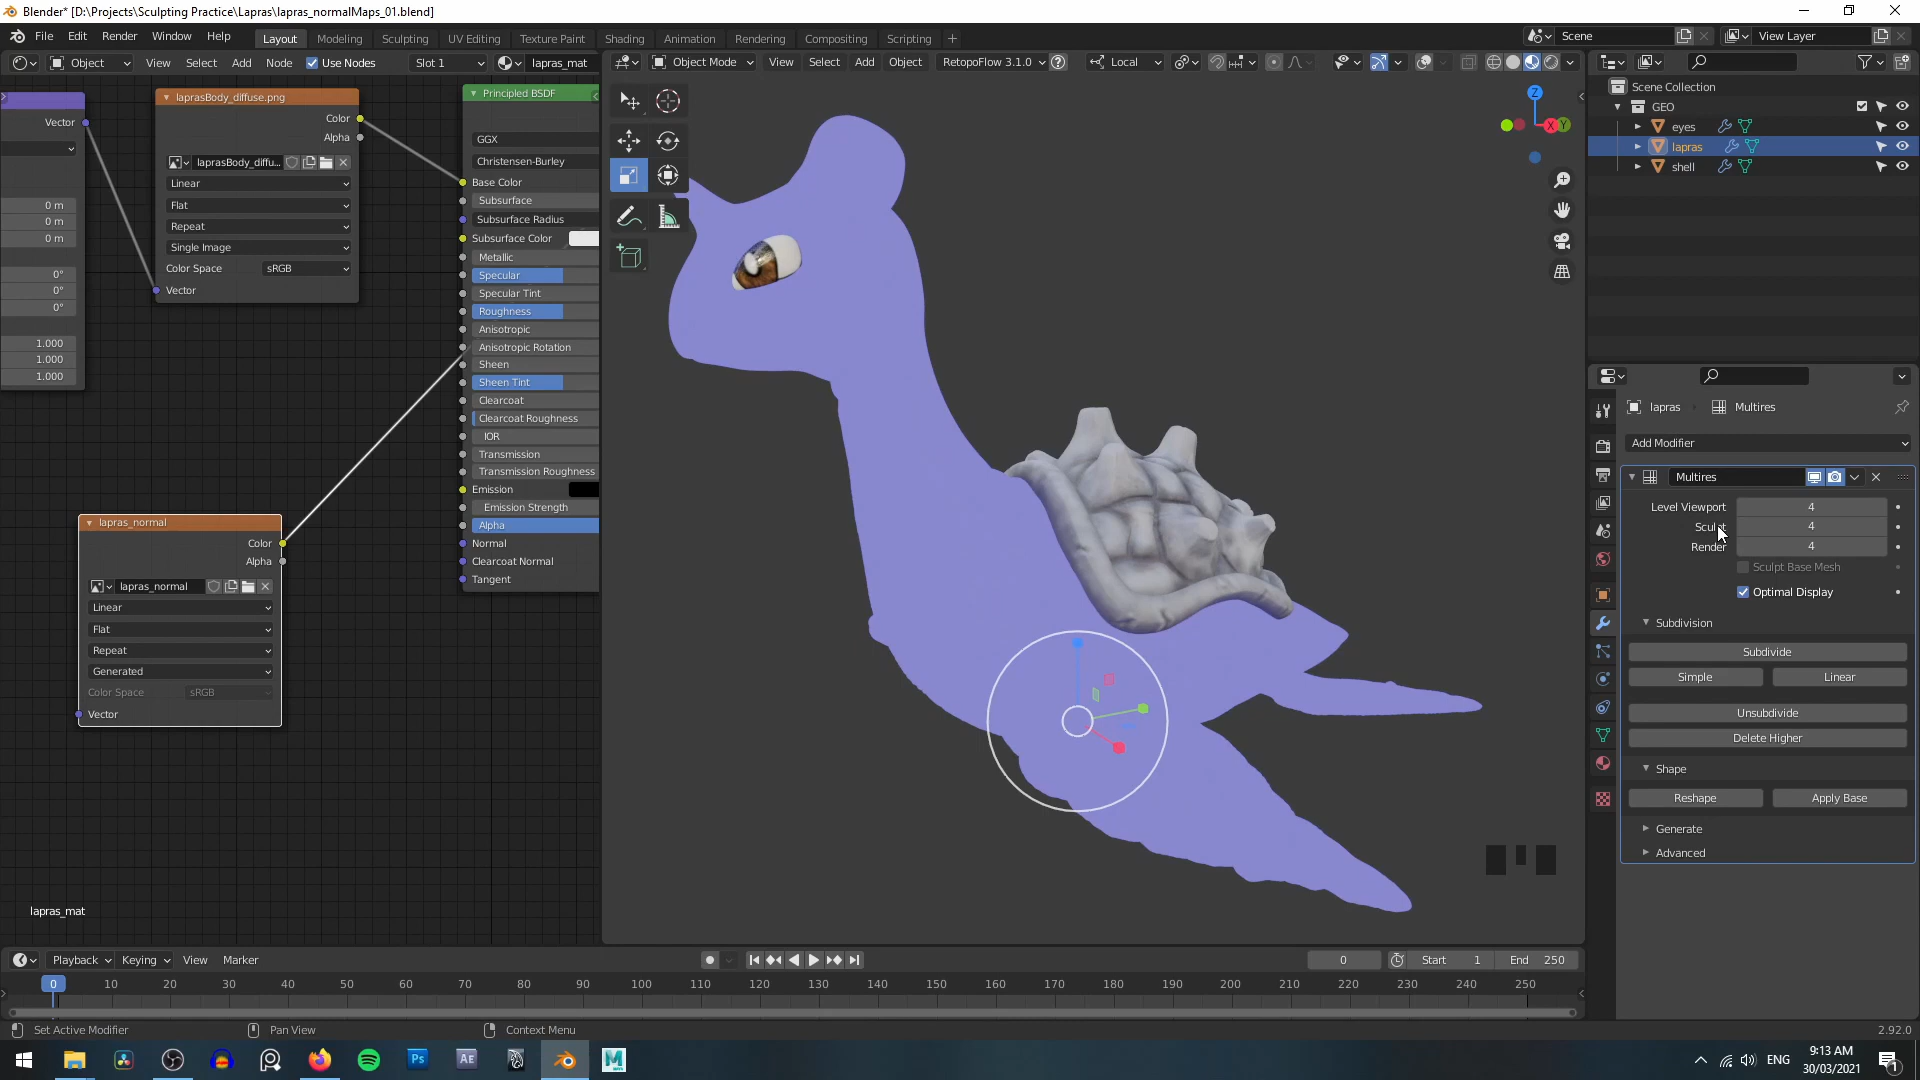 Blender* [D:\Projects\Sculpting Practice\Lapras\lapras_normalMaps_01.blend]
File Edit Render Window Help Layout Modeling Sculpting UV Editing Texture Paint Shading Animation Rendering Compositing Scripting + Scene View Layer
Object View Select Add Node Use Nodes Slot 1 lapras_mat
Object Mode View Select Add Object RetopoFlow 3.1.0 Local
Vector
0 m
0 m
0 m
0°
0°
0°
1.000
1.000
1.000
laprasBody_diffuse.png
Color
Alpha
laprasBody_diffu...
Linear
Flat
Repeat
Single Image
Color Space sRGB
Vector
Principled BSDF
GGX
Christensen-Burley
Base Color
Subsurface
Subsurface Radius
Subsurface Color
Metallic
Specular
Specular Tint
Roughness
Anisotropic
Anisotropic Rotation
Sheen
Sheen Tint
Clearcoat
Clearcoat Roughness
IOR
Transmission
Transmission Roughness
Emission
Emission Strength
Alpha
Normal
Clearcoat Normal
Tangent
lapras_normal
Color
Alpha
lapras_normal
Linear
Flat
Repeat
Generated
Color Space sRGB
Vector
lapras_mat
Z
X
Y
Scene Collection
GEO
eyes
lapras
shell
lapras Multires
Add Modifier
Multires
Level Viewport 4
Sculpt 4
Render 4
Sculpt Base Mesh
Optimal Display
Subdivision
Subdivide
Simple Linear
Unsubdivide
Delete Higher
Shape
Reshape Apply Base
Generate
Advanced
Playback Keying View Marker 0 Start 1 End 250
0 10 20 30 40 50 60 70 80 90 100 110 120 130 140 150 160 170 180 190 200 210 220 230 240 250
Set Active Modifier Pan View Context Menu 2.92.0
Ps Ae M ENG 9:13 AM
30/03/2021
1